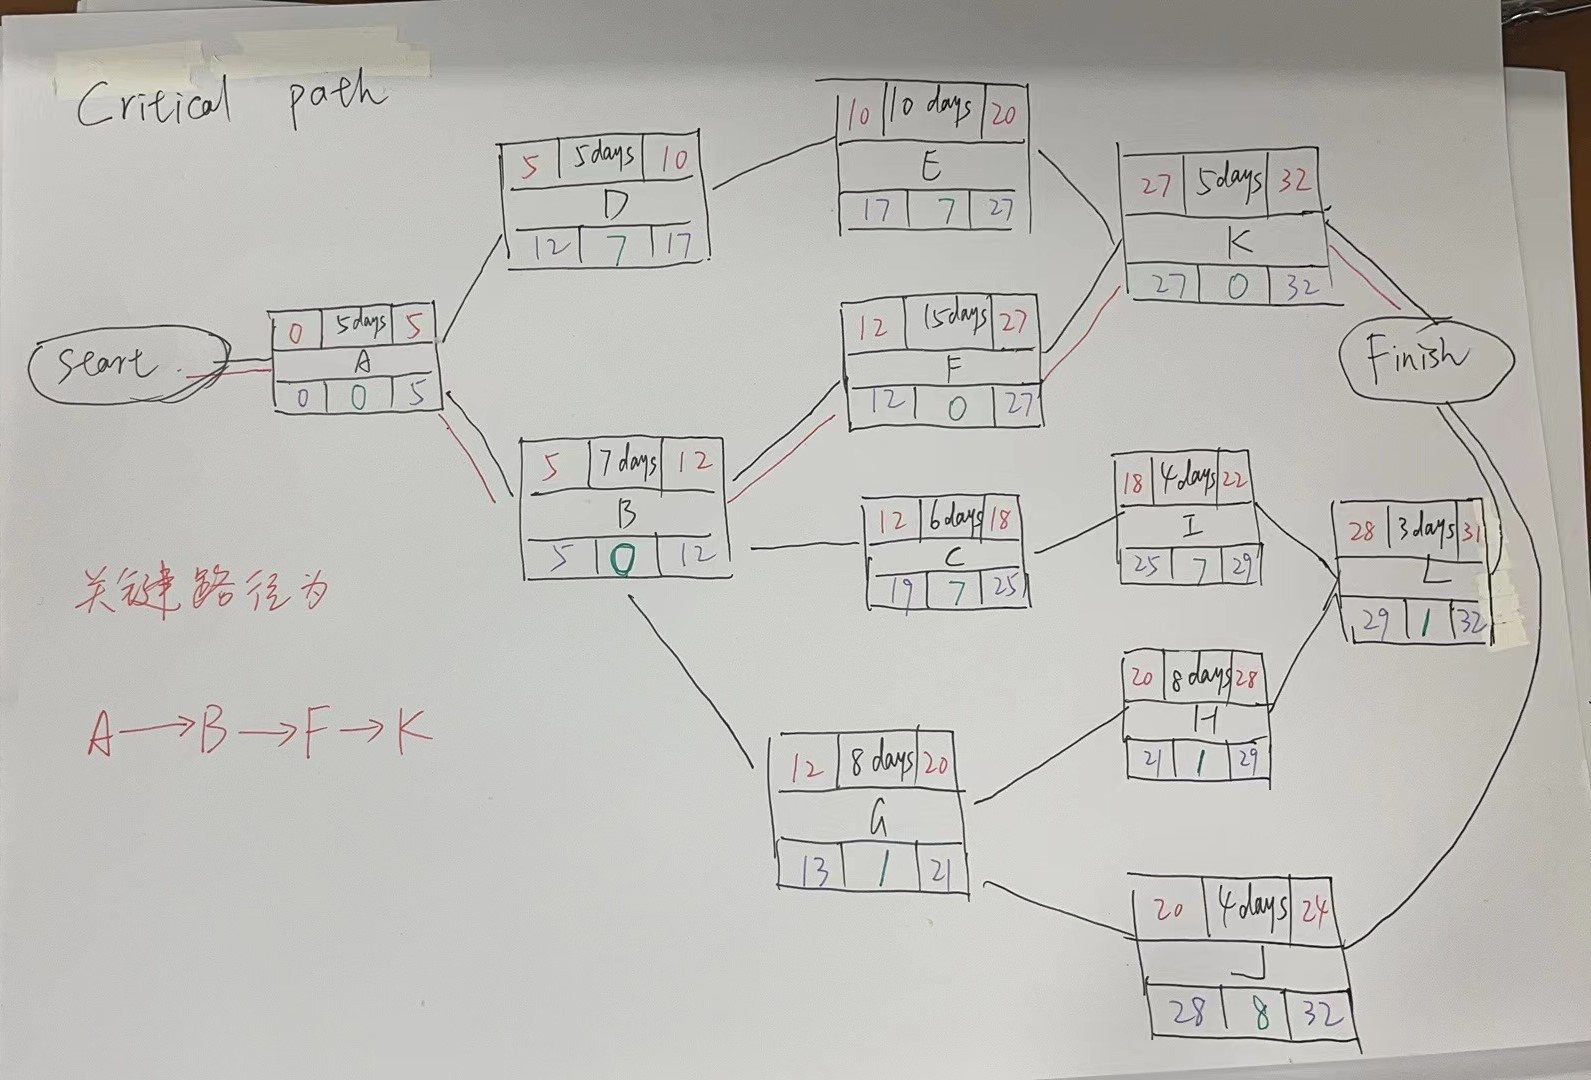 Critical path
Start
0 5days 5
A
0 0 5
5 5days 10
D
12 7 17
10 10 days 20
E
17 7 27
27 5days 32
K
27 0 32
5 7days 12
B
5 0 12
12 15days 27
F
12 0 27
Finish
12 6days 18
C
19 7 25
18 4days 22
I
25 7 29
28 3days 31
L
29 1 32
20 8days 28
H
21 1 29
12 8days 20
G
13 1 21
20 4days 24
J
28 8 32
关键路径为
A→B→F→K